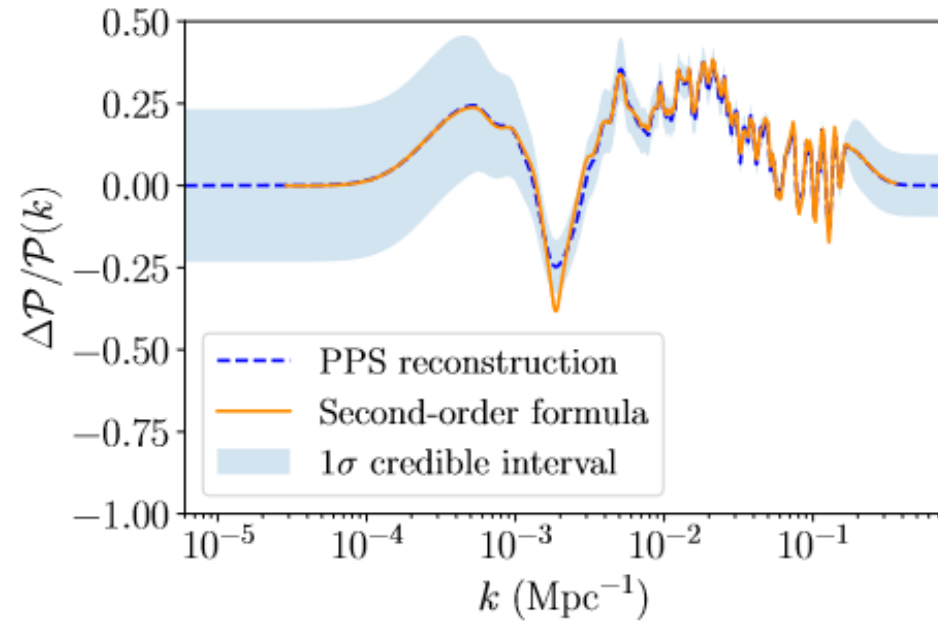 0.50
0.25
0.00
−0.25
−0.50
−0.75
−1.00
ΔP/P(k)
PPS reconstruction
Second-order formula
1σ credible interval
10⁻⁵ 10⁻⁴ 10⁻³ 10⁻² 10⁻¹
k (Mpc⁻¹)